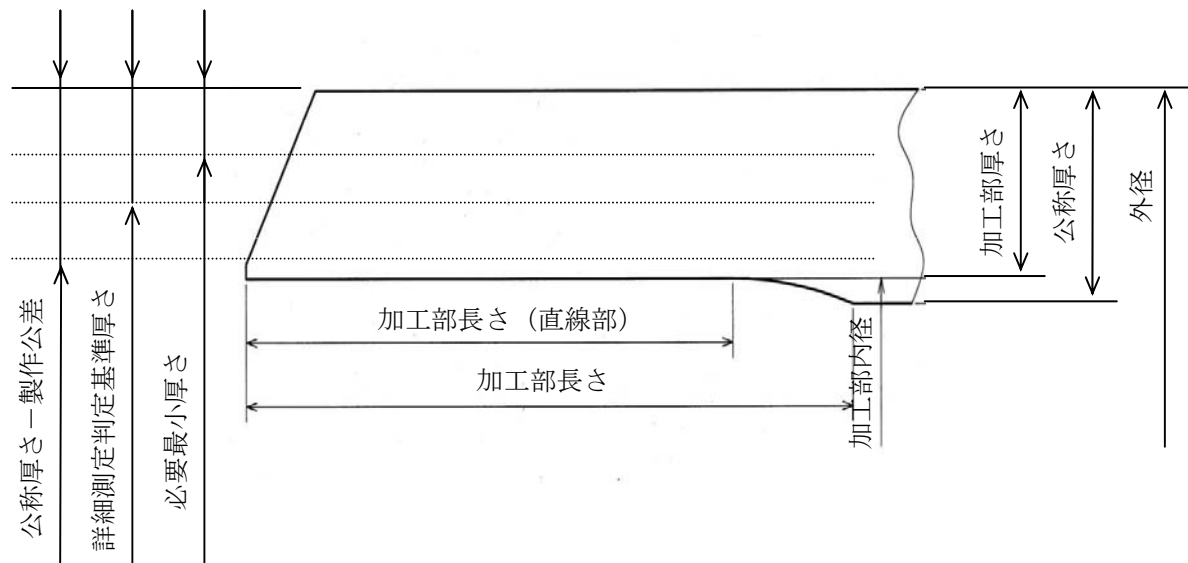 公称厚さ－製作公差
詳細測定判定基準厚さ
必要最小厚さ
加工部長さ（直線部）
加工部長さ
加工部内径
加工部厚さ
公称厚さ
外径